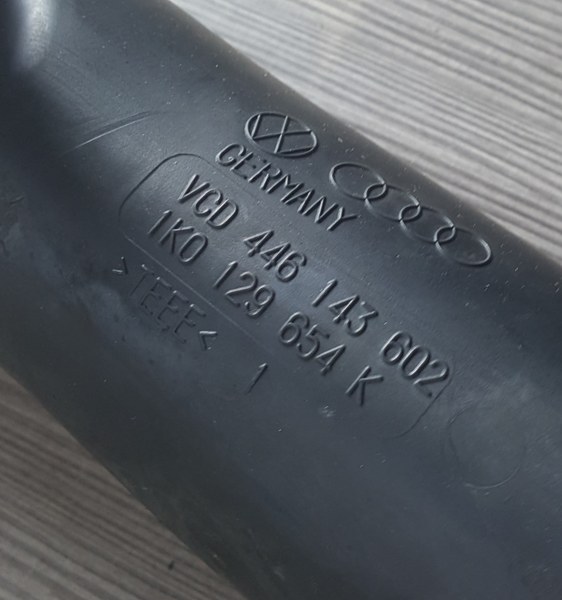 GERMANY
VCD 446 143 602
1K0 129 654 K
>TEEE<
1